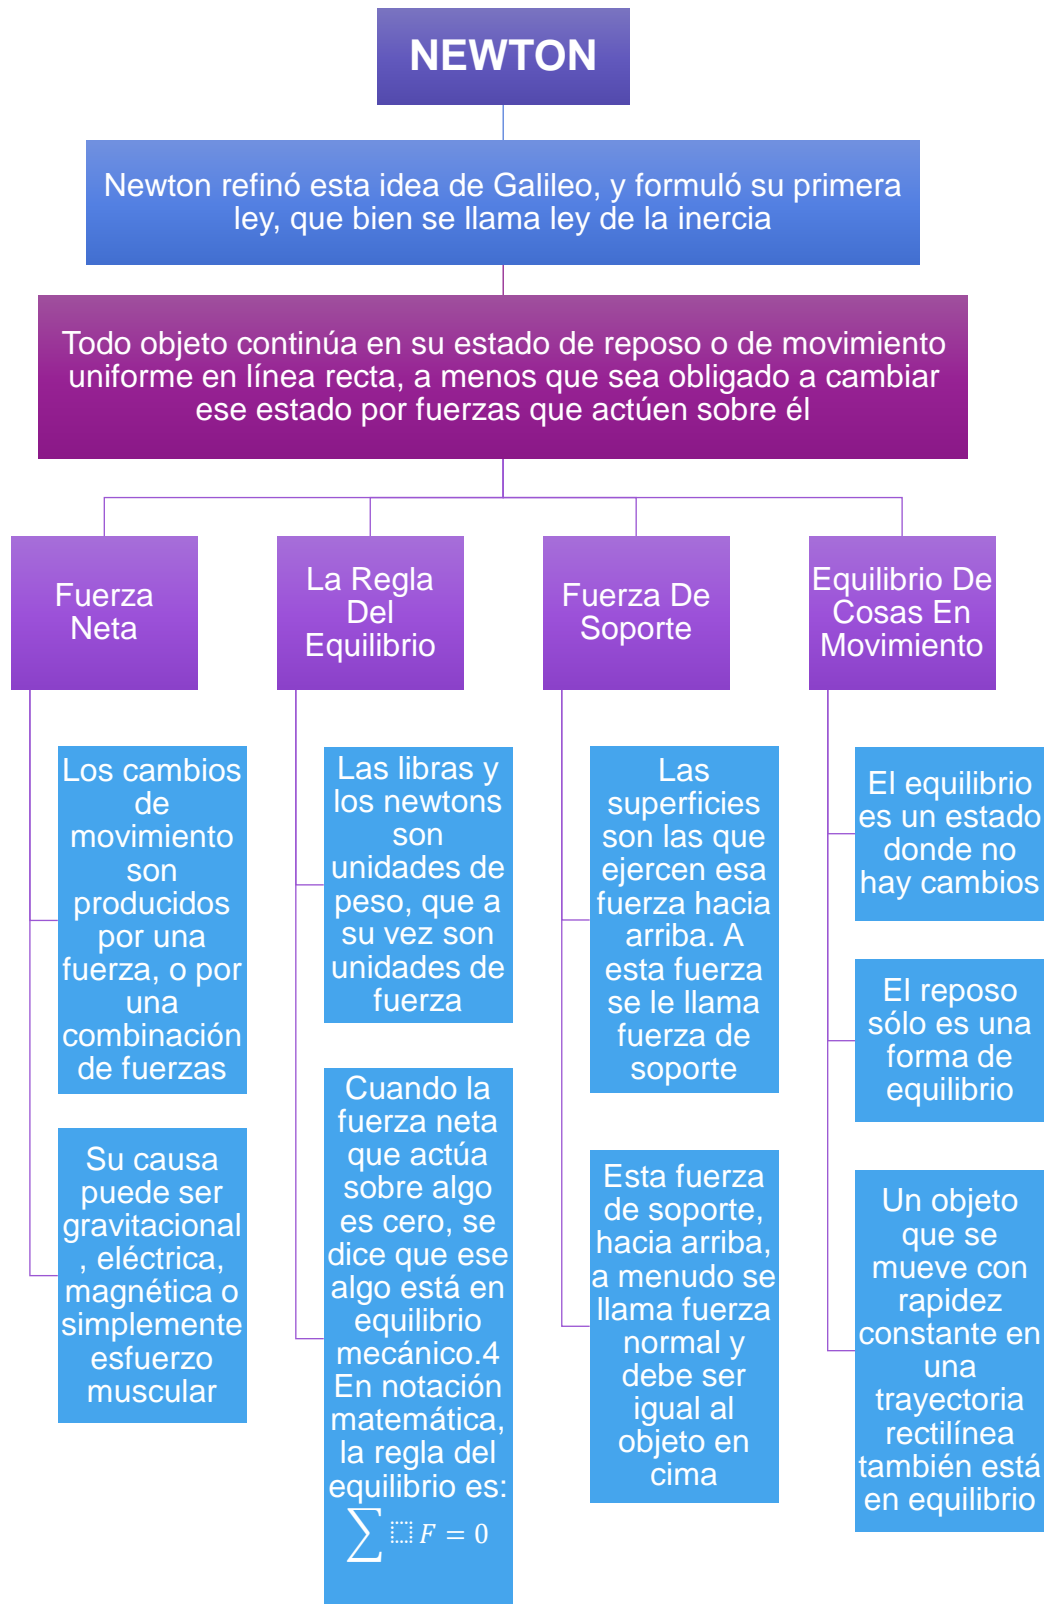 NEWTON
Newton refinó esta idea de Galileo, y formuló su primera
ley, que bien se llama ley de la inercia
Todo objeto continúa en su estado de reposo o de movimiento
uniforme en línea recta, a menos que sea obligado a cambiar
ese estado por fuerzas que actúen sobre él
Fuerza
Neta
Los cambios
de
movimiento
son
producidos
por una
fuerza, o por
una
combinación
de fuerzas
Su causa
puede ser
gravitacional
, eléctrica,
magnética o
simplemente
esfuerzo
muscular
La Regla
Del
Equilibrio
Las libras y
los newtons
son
unidades de
peso, que a
su vez son
unidades de
fuerza
Cuando la
fuerza neta
que actúa
sobre algo
es cero, se
dice que ese
algo está en
equilibrio
mecánico.4
En notación
matemática,
la regla del
equilibrio es:
∑ ⬚ F = 0
Fuerza De
Soporte
Las
superficies
son las que
ejercen esa
fuerza hacia
arriba. A
esta fuerza
se le llama
fuerza de
soporte
Esta fuerza
de soporte,
hacia arriba,
a menudo se
llama fuerza
normal y
debe ser
igual al
objeto en
cima
Equilibrio De
Cosas En
Movimiento
El equilibrio
es un estado
donde no
hay cambios
El reposo
sólo es una
forma de
equilibrio
Un objeto
que se
mueve con
rapidez
constante en
una
trayectoria
rectilínea
también está
en equilibrio